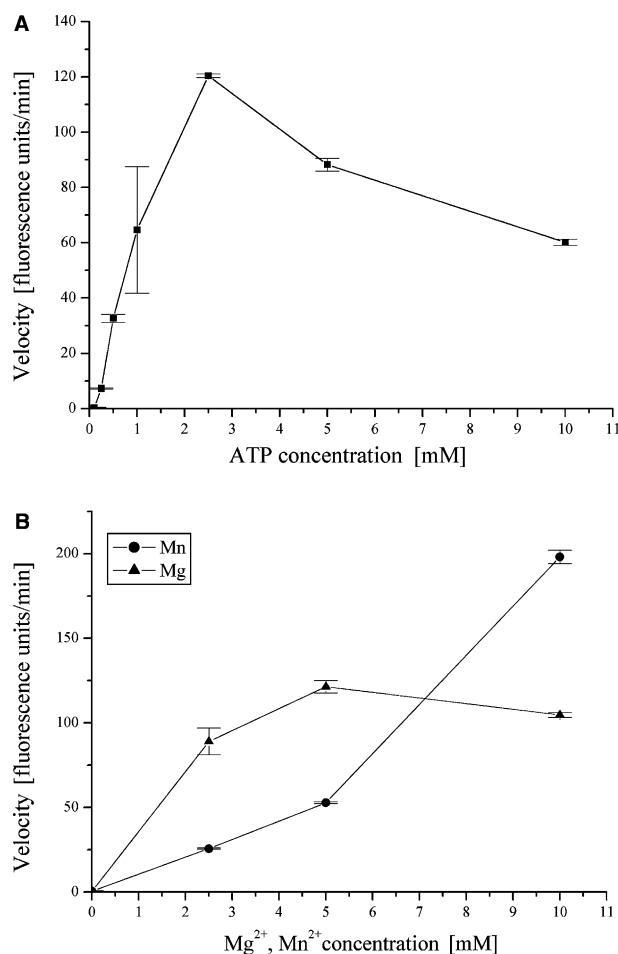 A
Velocity [fluorescence units/min]
140
120
100
80
60
40
20
0
0 1 2 3 4 5 6 7 8 9 10 11
ATP concentration [mM]
B
Mn
Mg
Velocity [fluorescence units/min]
200
150
100
50
0
0 1 2 3 4 5 6 7 8 9 10 11
Mg²⁺, Mn²⁺concentration [mM]